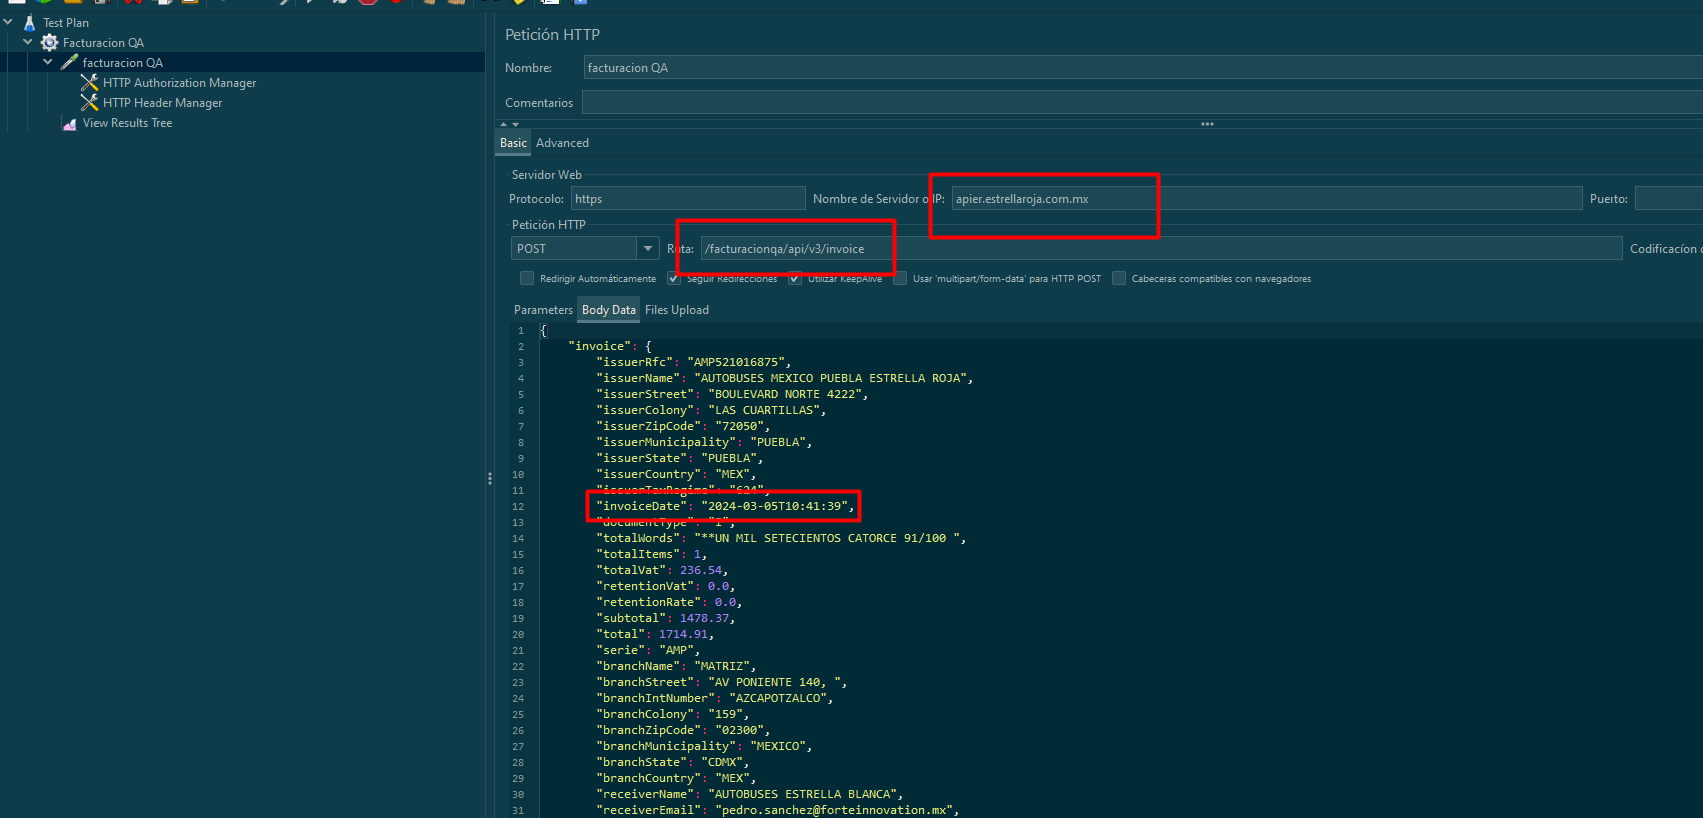 Test Plan
Facturacion QA
facturacion QA
HTTP Authorization Manager
HTTP Header Manager
View Results Tree
Petición HTTP
Nombre: facturacion QA
Comentarios
Basic Advanced
Servidor Web
Protocolo: https Nombre de Servidor o IP: apier.estrellaroja.com.mx Puerto:
Petición HTTP
POST Ruta: /facturacionqa/api/v3/invoice Codificación
Redirigir Automáticamente Seguir Redirecciones Utilizar KeepAlive Usar 'multipart/form-data' para HTTP POST Cabeceras compatibles con navegadores
Parameters Body Data Files Upload
1 {
2 "invoice": {
3 "issuerRfc": "AMP521016875",
4 "issuerName": "AUTOBUSES MEXICO PUEBLA ESTRELLA ROJA",
5 "issuerStreet": "BOULEVARD NORTE 4222",
6 "issuerColony": "LAS CUARTILLAS",
7 "issuerZipCode": "72050",
8 "issuerMunicipality": "PUEBLA",
9 "issuerState": "PUEBLA",
10 "issuerCountry": "MEX",
11 "issuerTaxRegime": "624",
12 "invoiceDate": "2024-03-05T10:41:39",
13 "documentType": "I",
14 "totalWords": "**UN MIL SETECIENTOS CATORCE 91/100 ",
15 "totalItems": 1,
16 "totalVat": 236.54,
17 "retentionVat": 0.0,
18 "retentionRate": 0.0,
19 "subtotal": 1478.37,
20 "total": 1714.91,
21 "serie": "AMP",
22 "branchName": "MATRIZ",
23 "branchStreet": "AV PONIENTE 140, ",
24 "branchIntNumber": "AZCAPOTZALCO",
25 "branchColony": "159",
26 "branchZipCode": "02300",
27 "branchMunicipality": "MEXICO",
28 "branchState": "CDMX",
29 "branchCountry": "MEX",
30 "receiverName": "AUTOBUSES ESTRELLA BLANCA",
31 "receiverEmail": "pedro.sanchez@forteinnovation.mx",